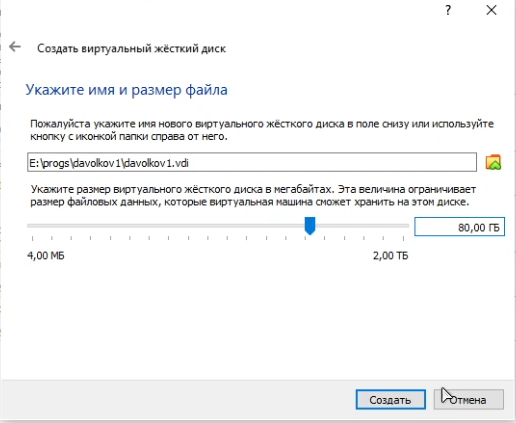 ?
Создать виртуальный жёсткий диск
Укажите имя и размер файла
Пожалуйста укажите имя нового виртуального жёсткого диска в поле снизу или используйте
кнопку с иконкой папки справа от него.
E:\progs\davolkov1\davolkov1.vdi
Укажите размер виртуального жёсткого диска в мегабайтах. Эта величина ограничивает
размер файловых данных, которые виртуальная машина сможет хранить на этом диске.
80,00 ГБ
4,00 МБ 2,00 ТБ
Создать Отмена